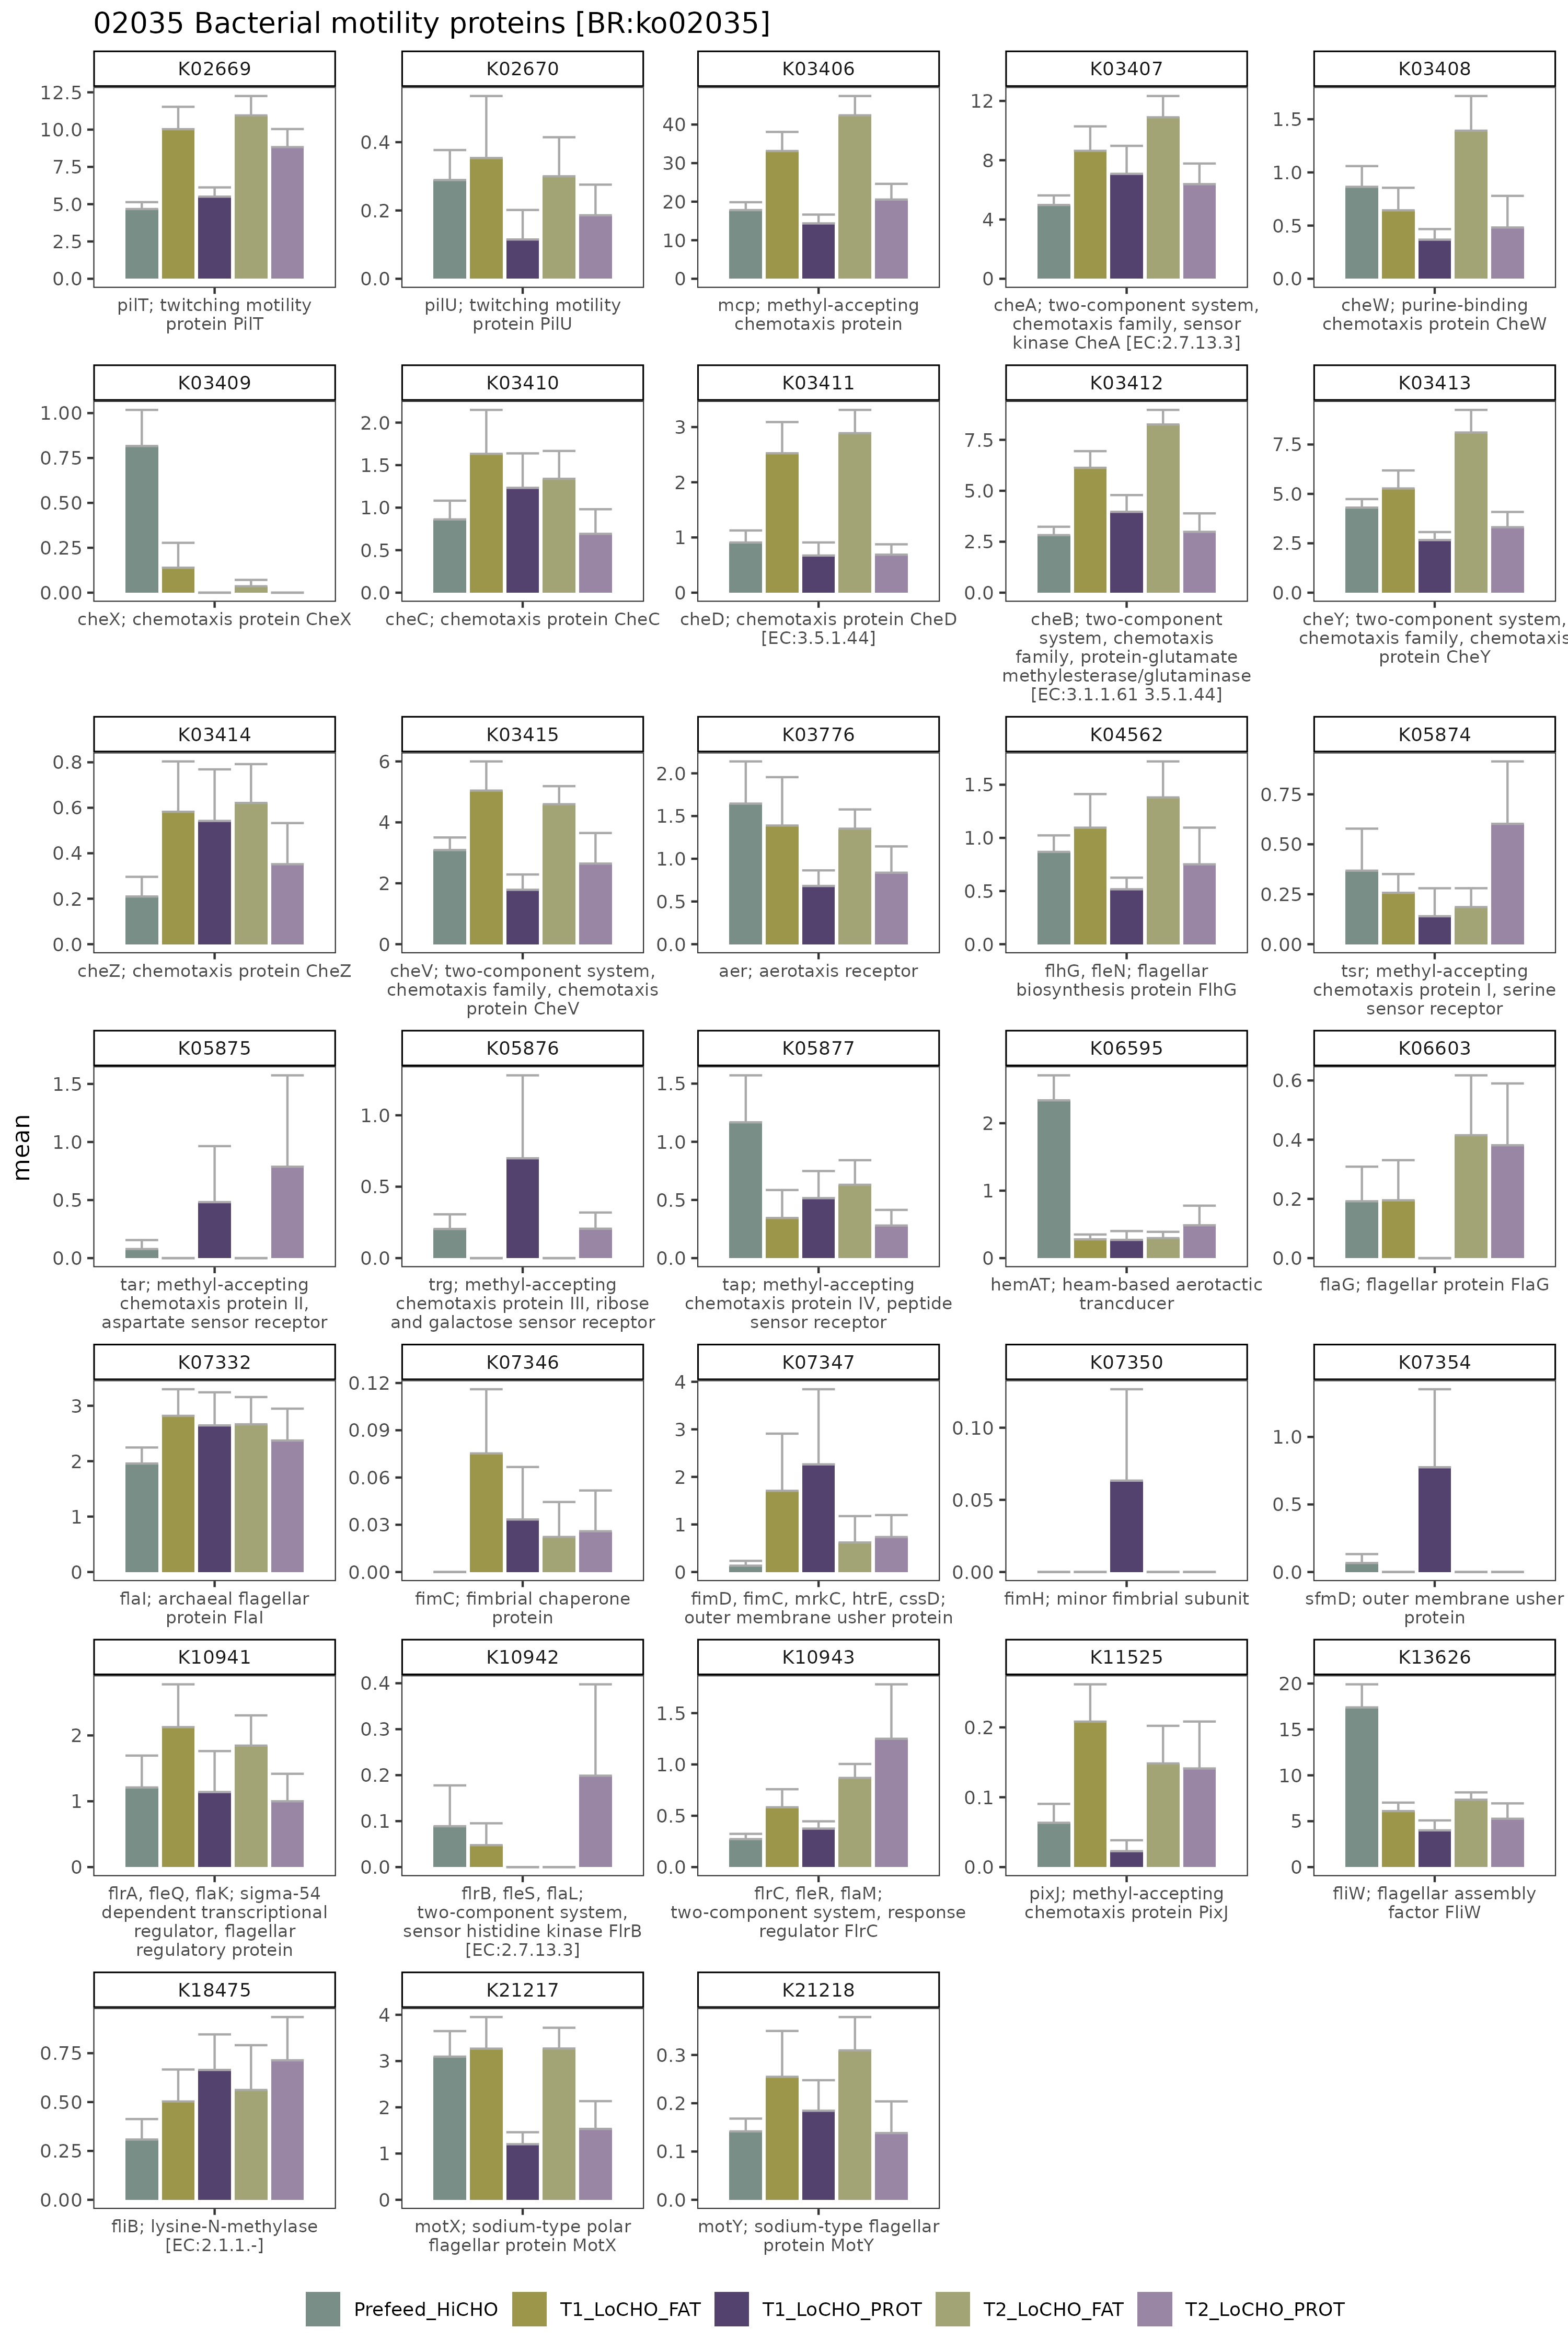 02035 Bacterial motility proteins [BR:ko02035]
mean
K02669
12.5
10.0
7.5
5.0
2.5
0.0
pilT; twitching motility
protein PilT
K02670
0.4
0.2
0.0
pilU; twitching motility
protein PilU
K03406
40
30
20
10
0
mcp; methyl-accepting
chemotaxis protein
K03407
12
8
4
0
cheA; two-component system,
chemotaxis family, sensor
kinase CheA [EC:2.7.13.3]
K03408
1.5
1.0
0.5
0.0
cheW; purine-binding
chemotaxis protein CheW
K03409
1.00
0.75
0.50
0.25
0.00
cheX; chemotaxis protein CheX
K03410
2.0
1.5
1.0
0.5
0.0
cheC; chemotaxis protein CheC
K03411
3
2
1
0
cheD; chemotaxis protein CheD
[EC:3.5.1.44]
K03412
7.5
5.0
2.5
0.0
cheB; two-component
system, chemotaxis
family, protein-glutamate
methylesterase/glutaminase
[EC:3.1.1.61 3.5.1.44]
K03413
7.5
5.0
2.5
0.0
cheY; two-component system,
chemotaxis family, chemotaxis
protein CheY
K03414
0.8
0.6
0.4
0.2
0.0
cheZ; chemotaxis protein CheZ
K03415
6
4
2
0
cheV; two-component system,
chemotaxis family, chemotaxis
protein CheV
K03776
2.0
1.5
1.0
0.5
0.0
aer; aerotaxis receptor
K04562
1.5
1.0
0.5
0.0
flhG, fleN; flagellar
biosynthesis protein FlhG
K05874
0.75
0.50
0.25
0.00
tsr; methyl-accepting
chemotaxis protein I, serine
sensor receptor
K05875
1.5
1.0
0.5
0.0
tar; methyl-accepting
chemotaxis protein II,
aspartate sensor receptor
K05876
1.0
0.5
0.0
trg; methyl-accepting
chemotaxis protein III, ribose
and galactose sensor receptor
K05877
1.5
1.0
0.5
0.0
tap; methyl-accepting
chemotaxis protein IV, peptide
sensor receptor
K06595
2
1
0
hemAT; heam-based aerotactic
trancducer
K06603
0.6
0.4
0.2
0.0
flaG; flagellar protein FlaG
K07332
3
2
1
0
flaI; archaeal flagellar
protein FlaI
K07346
0.12
0.09
0.06
0.03
0.00
fimC; fimbrial chaperone
protein
K07347
4
3
2
1
0
fimD, fimC, mrkC, htrE, cssD;
outer membrane usher protein
K07350
0.10
0.05
0.00
fimH; minor fimbrial subunit
K07354
1.0
0.5
0.0
sfmD; outer membrane usher
protein
K10941
2
1
0
flrA, fleQ, flaK; sigma-54
dependent transcriptional
regulator, flagellar
regulatory protein
K10942
0.4
0.3
0.2
0.1
0.0
flrB, fleS, flaL;
two-component system,
sensor histidine kinase FlrB
[EC:2.7.13.3]
K10943
1.5
1.0
0.5
0.0
flrC, fleR, flaM;
two-component system, response
regulator FlrC
K11525
0.2
0.1
0.0
pixJ; methyl-accepting
chemotaxis protein PixJ
K13626
20
15
10
5
0
fliW; flagellar assembly
factor FliW
K18475
0.75
0.50
0.25
0.00
fliB; lysine-N-methylase
[EC:2.1.1.-]
K21217
4
3
2
1
0
motX; sodium-type polar
flagellar protein MotX
K21218
0.3
0.2
0.1
0.0
motY; sodium-type flagellar
protein MotY
Prefeed_HiCHO
T1_LoCHO_FAT
T1_LoCHO_PROT
T2_LoCHO_FAT
T2_LoCHO_PROT